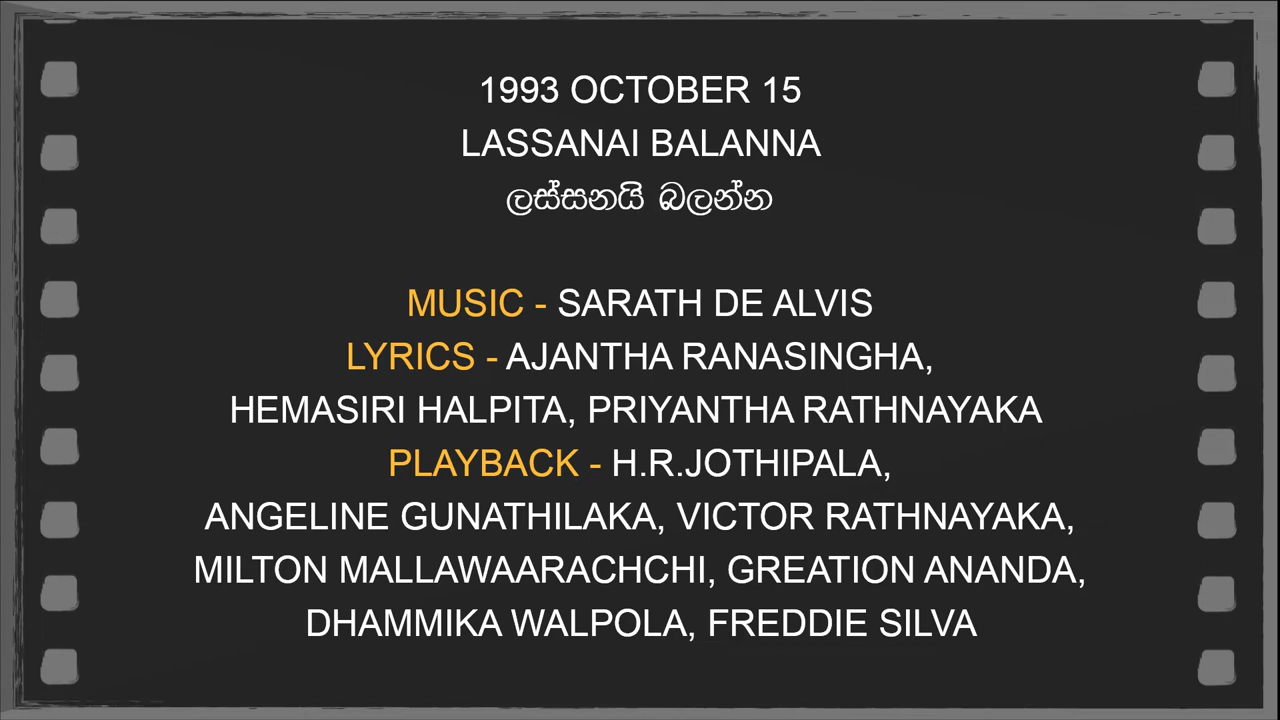 1993 OCTOBER 15
LASSANAI BALANNA
ලස්සනයි බලන්න
MUSIC - SARATH DE ALVIS
LYRICS - AJANTHA RANASINGHA,
HEMASIRI HALPITA, PRIYANTHA RATHNAYAKA
PLAYBACK - H.R.JOTHIPALA,
ANGELINE GUNATHILAKA, VICTOR RATHNAYAKA,
MILTON MALLAWAARACHCHI, GREATION ANANDA,
DHAMMIKA WALPOLA, FREDDIE SILVA